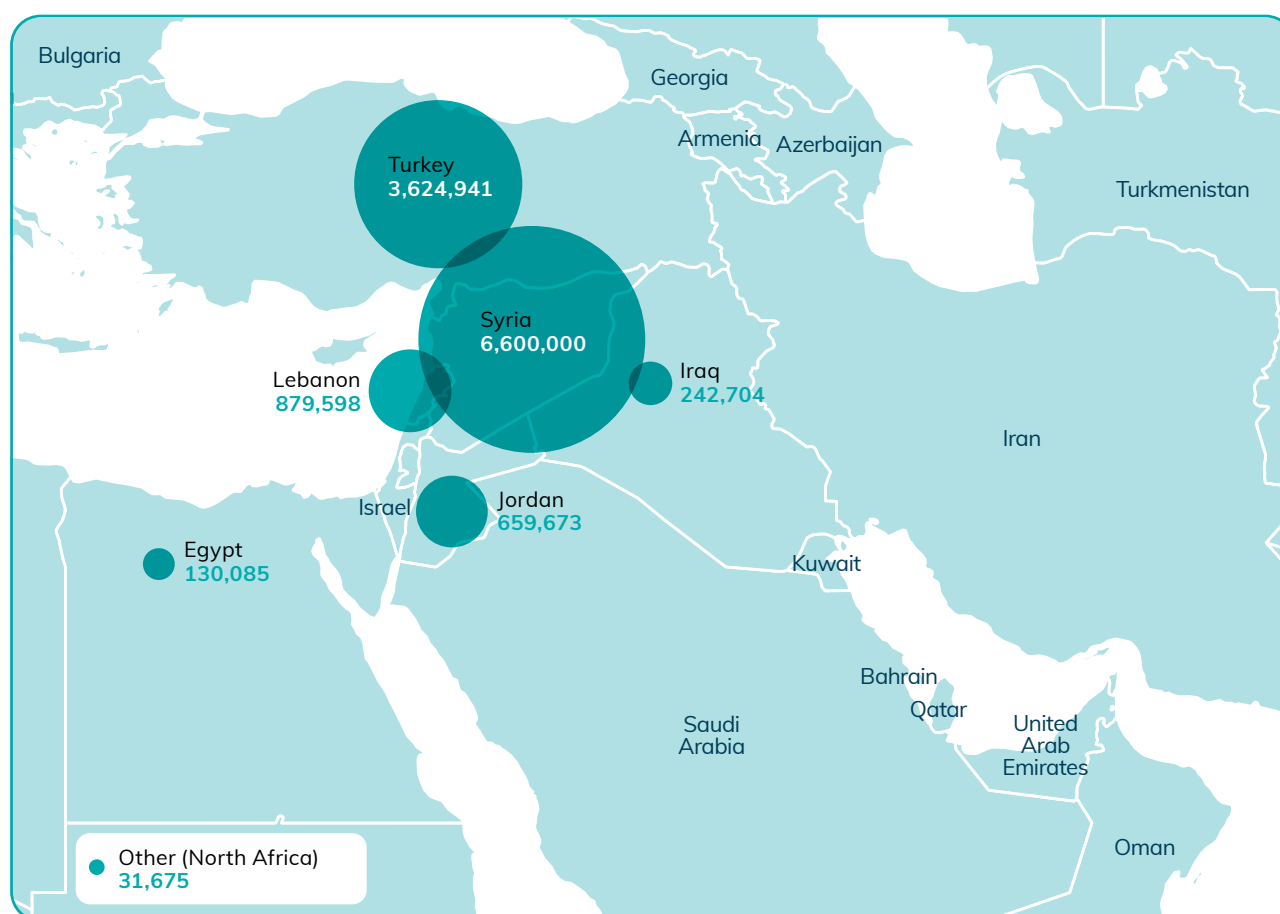 Bulgaria
Georgia
Armenia
Azerbaijan
Turkmenistan
Turkey
3,624,941
Syria
6,600,000
Lebanon
879,598
Iraq
242,704
Iran
Israel
Jordan
659,673
Egypt
130,085
Kuwait
Bahrain
Qatar
Saudi
Arabia
United
Arab
Emirates
Oman
Other (North Africa)
31,675